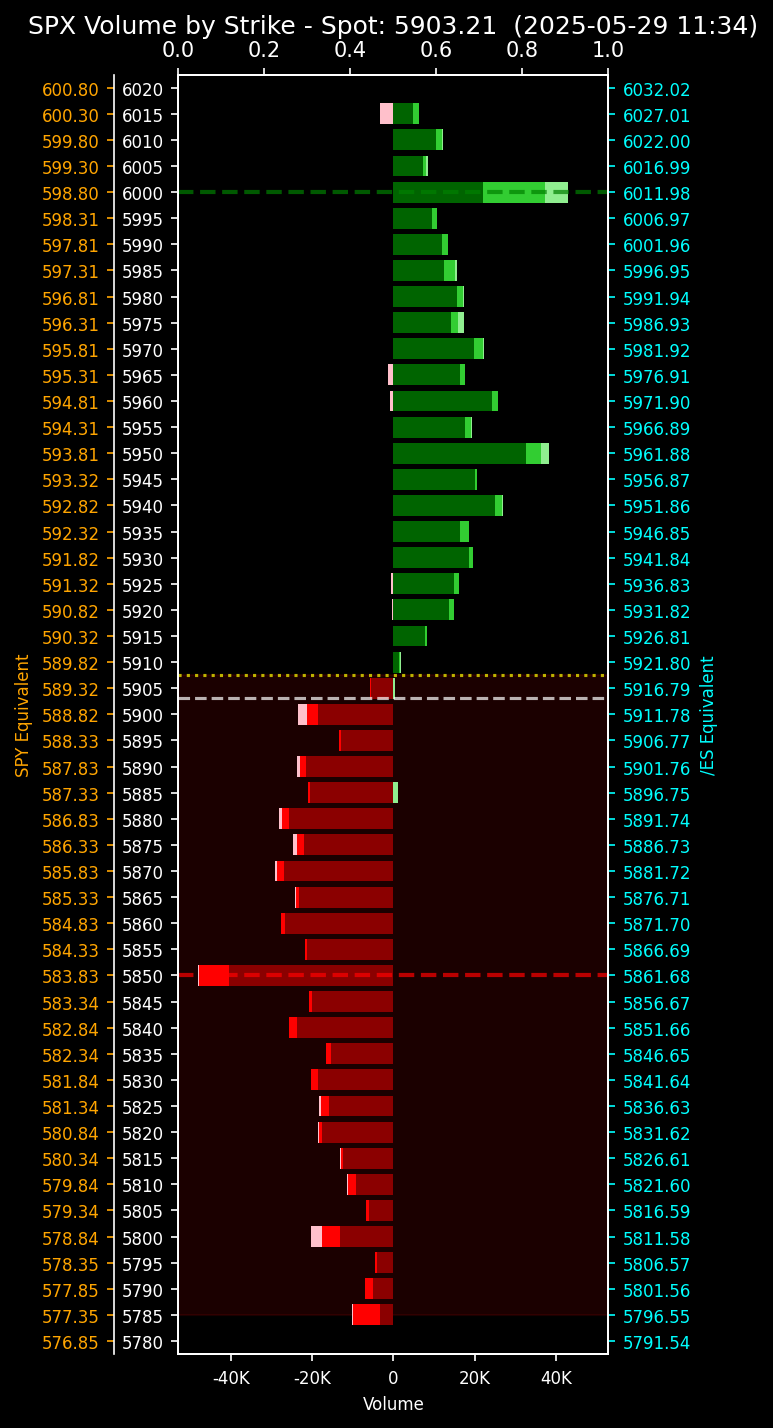 SPX Volume by Strike - Spot: 5903.21 (2025-05-29 11:34)
0.0 0.2 0.4 0.6 0.8 1.0
600.80 6020 6032.02
600.30 6015 6027.01
599.80 6010 6022.00
599.30 6005 6016.99
598.80 6000 6011.98
598.31 5995 6006.97
597.81 5990 6001.96
597.31 5985 5996.95
596.81 5980 5991.94
596.31 5975 5986.93
595.81 5970 5981.92
595.31 5965 5976.91
594.81 5960 5971.90
594.31 5955 5966.89
593.81 5950 5961.88
593.32 5945 5956.87
592.82 5940 5951.86
592.32 5935 5946.85
591.82 5930 5941.84
591.32 5925 5936.83
590.82 5920 5931.82
590.32 5915 5926.81
589.82 5910 5921.80
589.32 5905 5916.79
588.82 5900 5911.78
588.33 5895 5906.77
587.83 5890 5901.76
587.33 5885 5896.75
586.83 5880 5891.74
586.33 5875 5886.73
585.83 5870 5881.72
585.33 5865 5876.71
584.83 5860 5871.70
584.33 5855 5866.69
583.83 5850 5861.68
583.34 5845 5856.67
582.84 5840 5851.66
582.34 5835 5846.65
581.84 5830 5841.64
581.34 5825 5836.63
580.84 5820 5831.62
580.34 5815 5826.61
579.84 5810 5821.60
579.34 5805 5816.59
578.84 5800 5811.58
578.35 5795 5806.57
577.85 5790 5801.56
577.35 5785 5796.55
576.85 5780 5791.54
SPY Equivalent
/ES Equivalent
-40K -20K 0 20K 40K
Volume